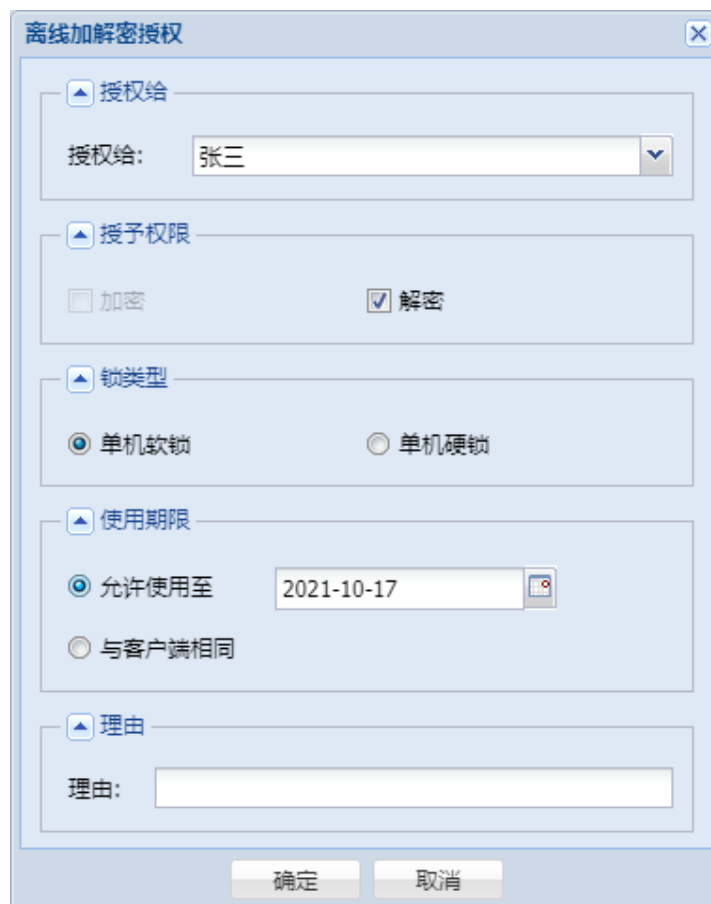 离线加解密授权
授权给
授权给: 张三
授予权限
加密 解密
锁类型
单机软锁 单机硬锁
使用期限
允许使用至 2021-10-17
与客户端相同
理由
理由:
确定 取消